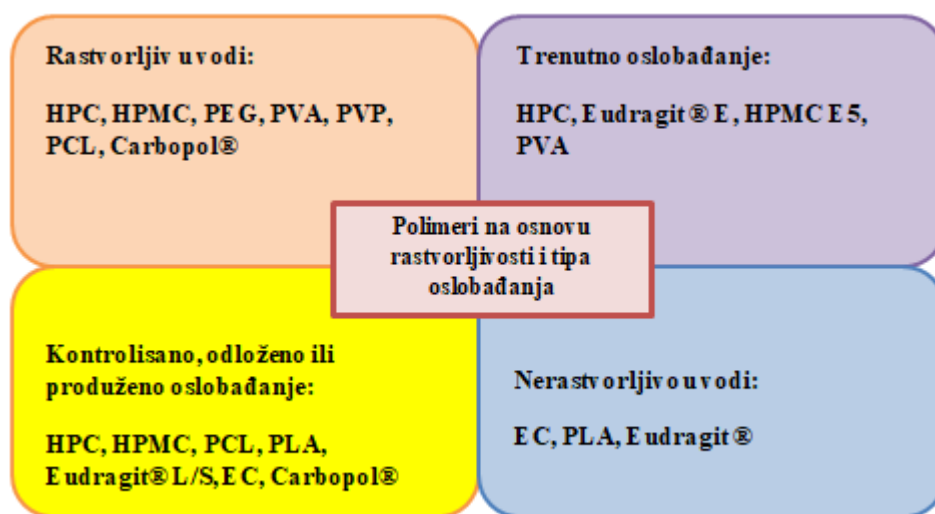 Rastvorljiv u vodi:
HPC, HPMC, PEG, PVA, PVP,
PCL, Carbopol®
Trenutno oslobađanje:
HPC, Eudragit® E, HPMC E5,
PVA
Polimeri na osnovu
rastvorljivosti i tipa
oslobađanja
Kontrolisano, odloženo ili
produženo oslobađanje:
HPC, HPMC, PCL, PLA,
Eudragit® L/S, EC, Carbopol®
Nerastvorljivo u vodi:
EC, PLA, Eudragit®